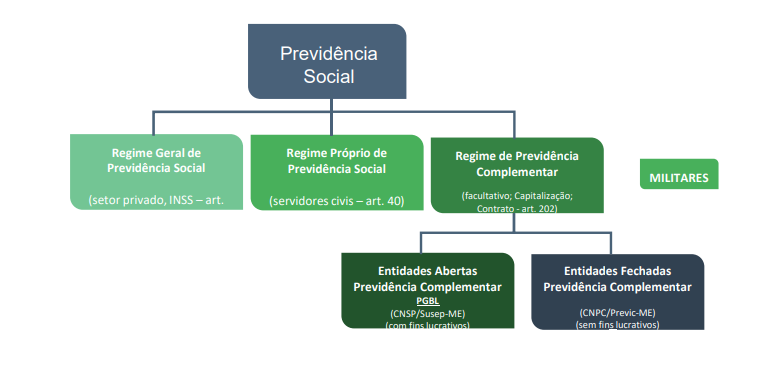 Previdência
Social
Regime Geral de
Previdência Social
(setor privado, INSS – art.
Regime Próprio de
Previdência Social
(servidores civis – art. 40)
Regime de Previdência
Complementar
(facultativo; Capitalização;
Contrato - art. 202)
MILITARES
Entidades Abertas
Previdência Complementar
PGBL
(CNSP/Susep-ME)
(com fins lucrativos)
Entidades Fechadas
Previdência Complementar
(CNPC/Previc-ME)
(sem fins lucrativos)